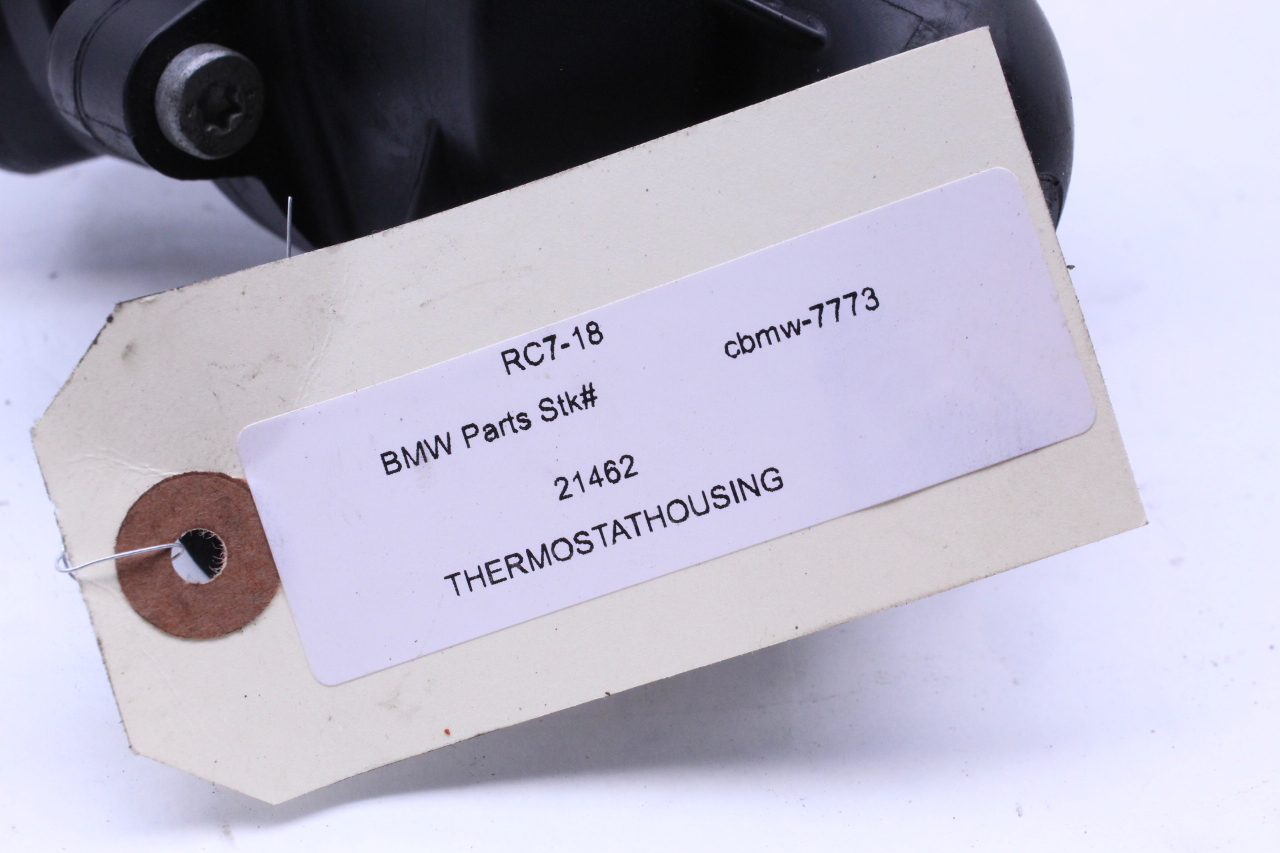 RC7-18 cbmw-7773
BMW Parts Stk#
21462
THERMOSTATHOUSING